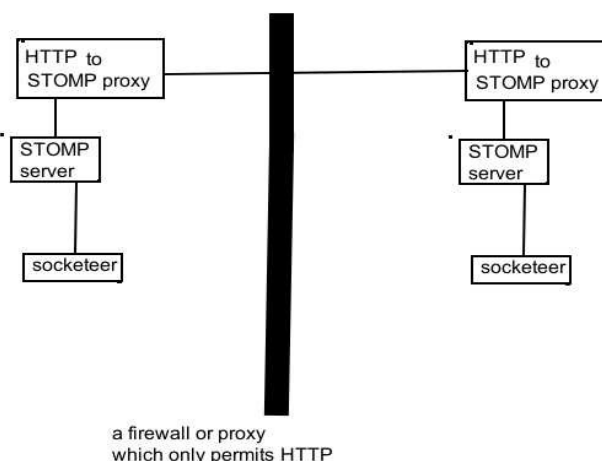 HTTP to
STOMP proxy
HTTP to
STOMP proxy
STOMP
server
STOMP
server
socketeer
socketeer
a firewall or proxy
which only permits HTTP